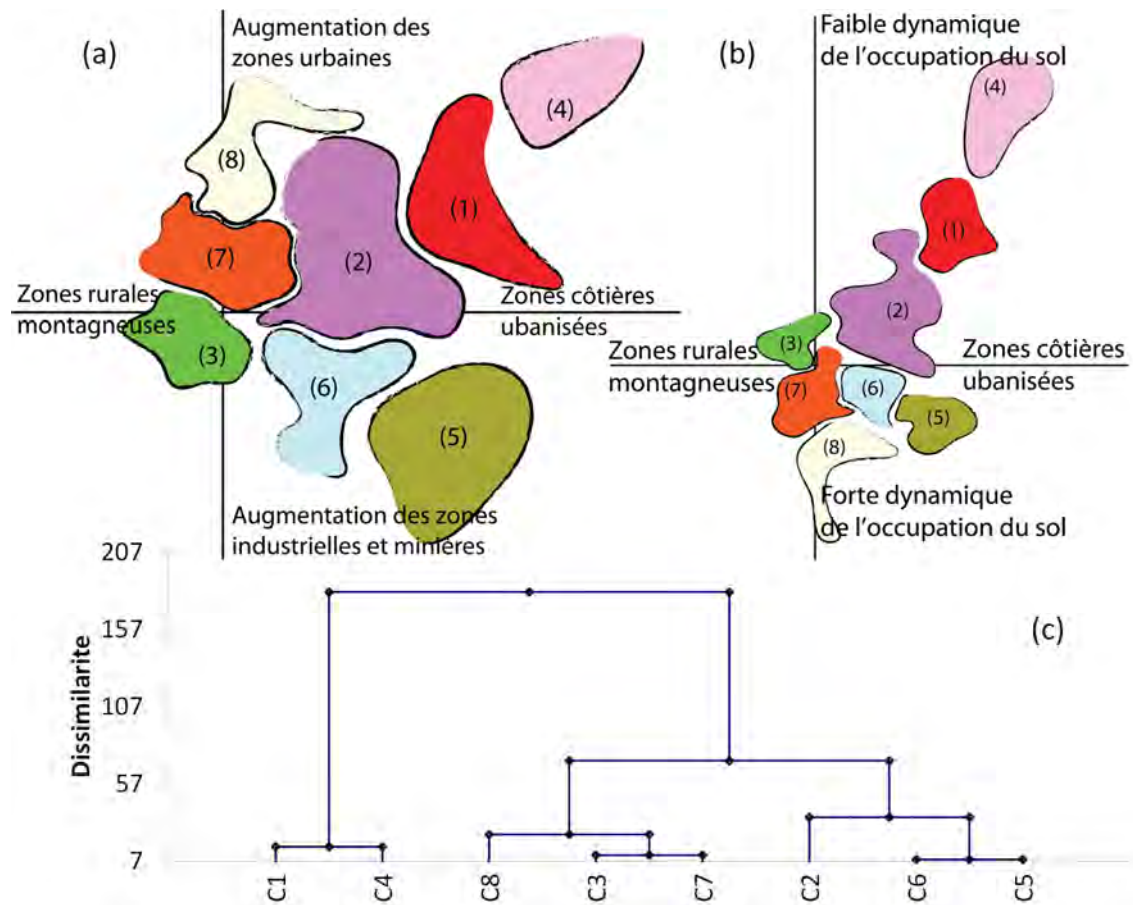 (a)
Augmentation des
zones urbaines
(4)
(8)
(1)
(7)
(2)
Zones rurales
montagneuses
Zones côtières
ubanisées
(3)
(6)
(5)
Augmentation des zones
industrielles et minières
(b)
Faible dynamique
de l'occupation du sol
(4)
(1)
(2)
(3)
Zones rurales
montagneuses
Zones côtières
ubanisées
(7)
(6)
(5)
(8)
Forte dynamique
de l'occupation du sol
(c)
Dissimilarite
207
157
107
57
7
C1
C4
C8
C3
C7
C2
C6
C5